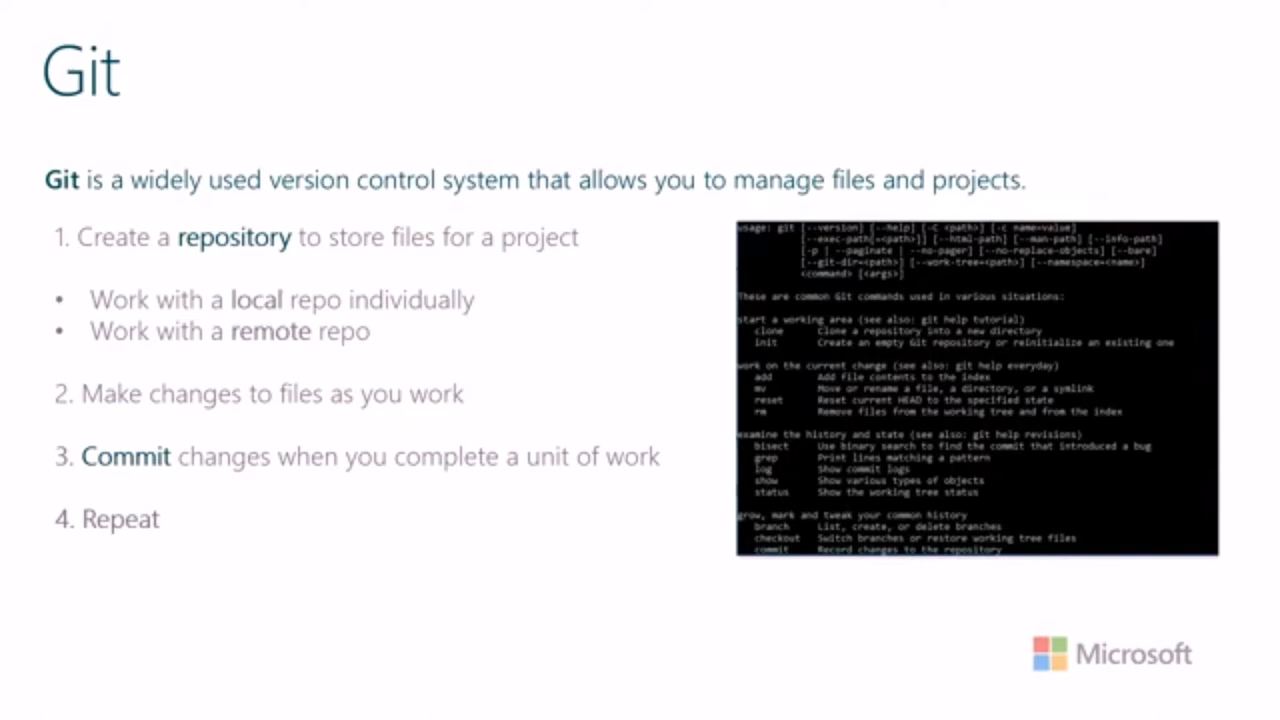 Git
Git is a widely used version control system that allows you to manage files and projects.
1. Create a repository to store files for a project
• Work with a local repo individually
• Work with a remote repo
2. Make changes to files as you work
3. Commit changes when you complete a unit of work
4. Repeat
usage: git [--version] [--help] [-C <path>] [-c name=value]
[--exec-path[=<path>]] [--html-path] [--man-path] [--info-path]
[-p | --paginate | --no-pager] [--no-replace-objects] [--bare]
[--git-dir=<path>] [--work-tree=<path>] [--namespace=<name>]
<command> [<args>]
These are common Git commands used in various situations:
start a working area (see also: git help tutorial)
clone Clone a repository into a new directory
init Create an empty Git repository or reinitialize an existing one
work on the current change (see also: git help everyday)
add Add file contents to the index
mv Move or rename a file, a directory, or a symlink
reset Reset current HEAD to the specified state
rm Remove files from the working tree and from the index
examine the history and state (see also: git help revisions)
bisect Use binary search to find the commit that introduced a bug
grep Print lines matching a pattern
log Show commit logs
show Show various types of objects
status Show the working tree status
grow, mark and tweak your common history
branch List, create, or delete branches
checkout Switch branches or restore working tree files
commit Record changes to the repository
Microsoft